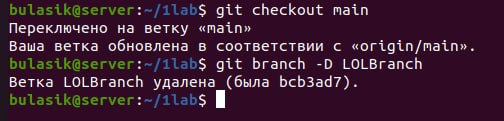 bulasik@server:~/1lab$ git checkout main
Переключено на ветку «main»
Ваша ветка обновлена в соответствии с «origin/main».
bulasik@server:~/1lab$ git branch -D LOLBranch
Ветка LOLBranch удалена (была bcb3ad7).
bulasik@server:~/1lab$